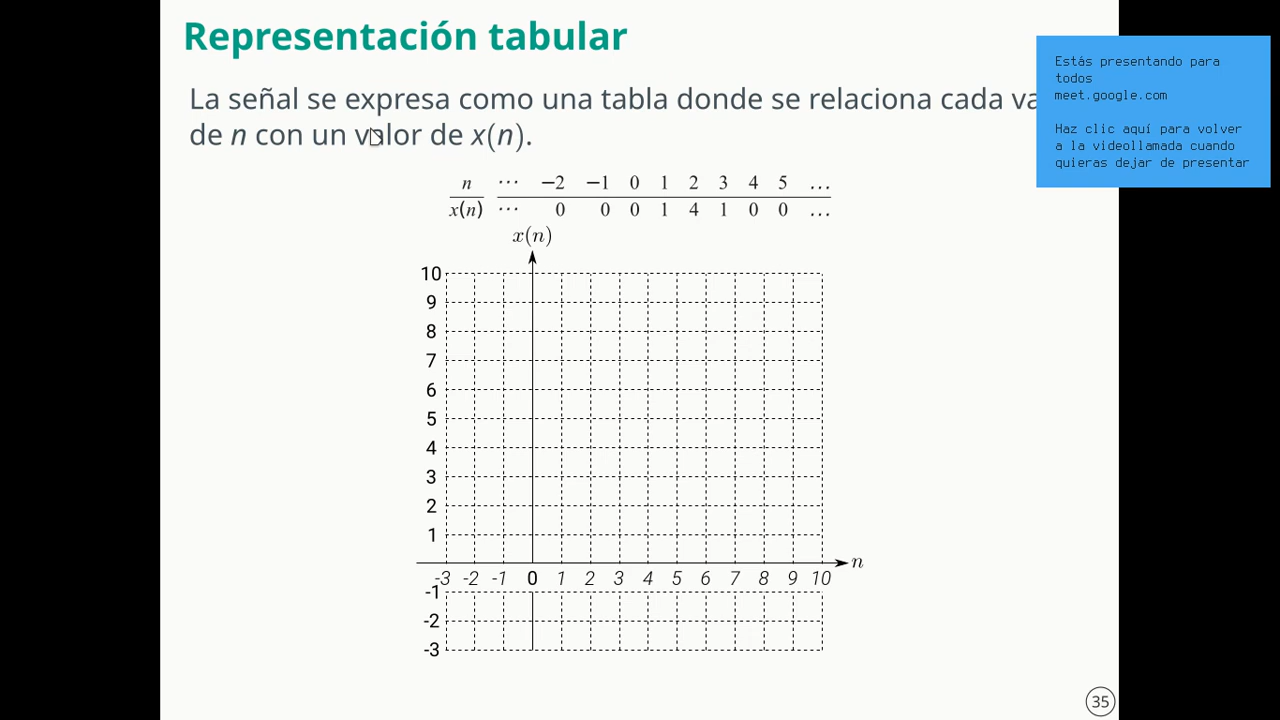 Representación tabular
La señal se expresa como una tabla donde se relaciona cada
de n con un valor de x(n).
n ⋯ −2 −1 0 1 2 3 4 5 …
x(n) ⋯ 0 0 0 1 4 1 0 0 …
x(n)
10
9
8
7
6
5
4
3
2
1
n
-3 -2 -1 0 1 2 3 4 5 6 7 8 9 10
-1
-2
-3
35
Estás presentando para
todos
meet.google.com
Haz clic aquí para volver
a la videollamada cuando
quieras dejar de presentar